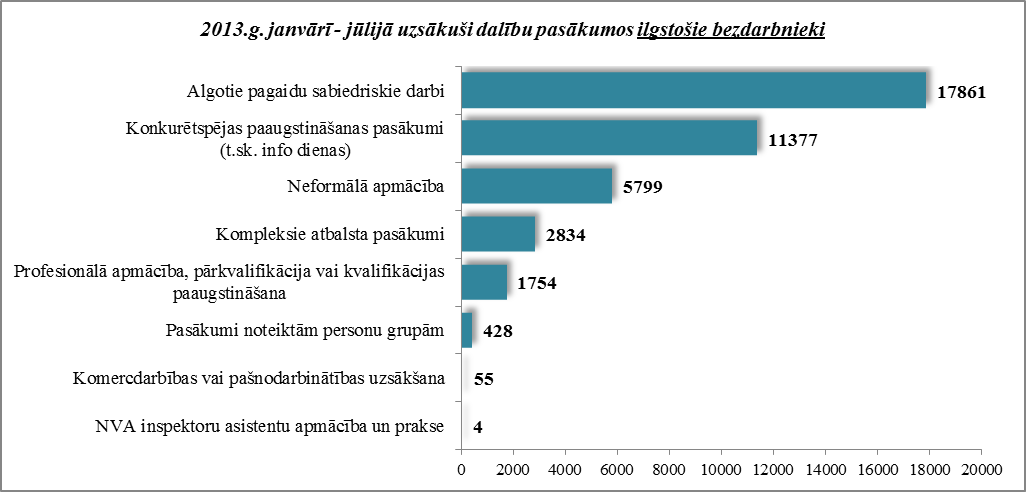 2013.g. janvārī - jūlijā uzsākuši dalību pasākumos ilgstošie bezdarbnieki
Algotie pagaidu sabiedriskie darbi
17861
Konkurētspējas paaugstināšanas pasākumi
(t.sk. info dienas)
11377
Neformālā apmācība
5799
Kompleksie atbalsta pasākumi
2834
Profesionālā apmācība, pārkvalifikācija vai kvalifikācijas
paaugstināšana
1754
Pasākumi noteiktām personu grupām
428
Komercdarbības vai pašnodarbinātības uzsākšana
55
NVA inspektoru asistentu apmācība un prakse
4
0 2000 4000 6000 8000 10000 12000 14000 16000 18000 20000